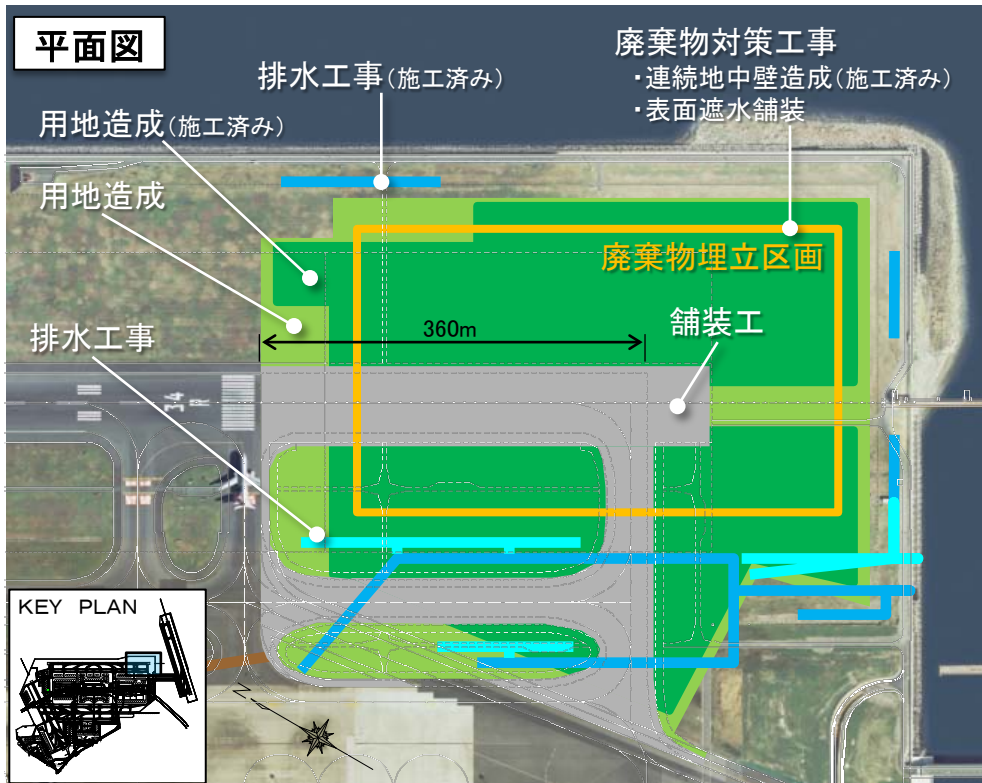 平面図
廃棄物対策工事
・連続地中壁造成(施工済み)
・表面遮水舗装
排水工事(施工済み)
用地造成(施工済み)
用地造成
廃棄物埋立区画
排水工事
360m
舗装工
34
R
KEY PLAN
N